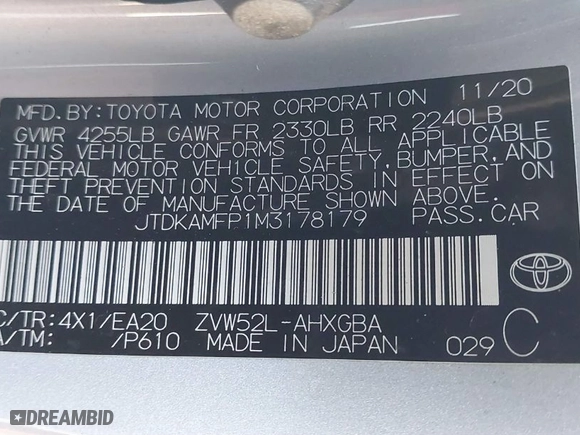 MFD. BY: TOYOTA MOTOR CORPORATION 11/20
GVWR 4255LB GAWR FR 2330LB RR 2240LB
THIS VEHICLE CONFORMS TO ALL APPLICABLE
FEDERAL MOTOR VEHICLE SAFETY, BUMPER, AND
THEFT PREVENTION STANDARDS IN EFFECT ON
THE DATE OF MANUFACTURE SHOWN ABOVE.
JTDKAMFP1M3178179 PASS. CAR
C/TR: 4X1/EA20 ZVW52L-AHXGBA
A/TM: /P610 MADE IN JAPAN 029 C
DREAMBID